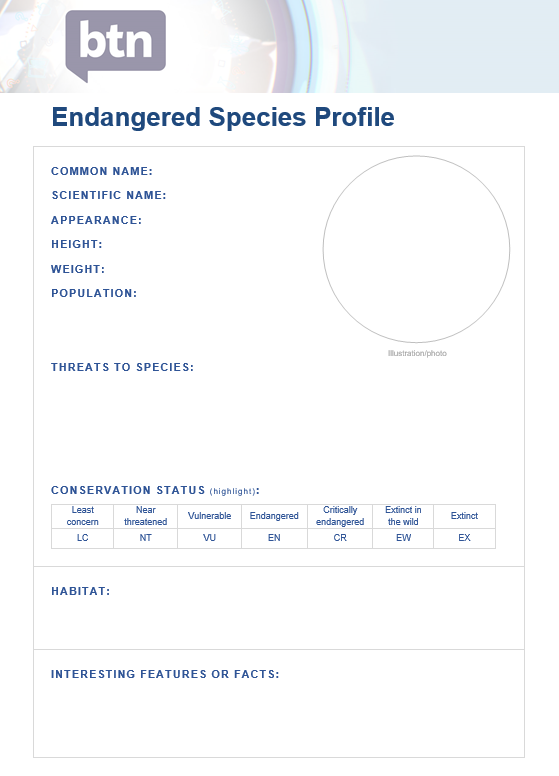 btn
Endangered Species Profile
COMMON NAME:
SCIENTIFIC NAME:
APPEARANCE:
HEIGHT:
WEIGHT:
POPULATION:
Illustration/photo
THREATS TO SPECIES:
CONSERVATION STATUS (highlight):
Least concern Near threatened Vulnerable Endangered Critically endangered Extinct in the wild Extinct
LC NT VU EN CR EW EX
HABITAT:
INTERESTING FEATURES OR FACTS: